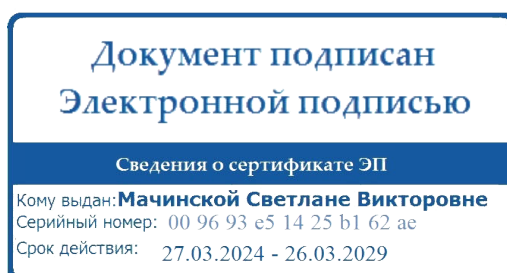 Документ подписан
Электронной подписью
Сведения о сертификате ЭП
Кому выдан:Мачинской Светлане Викторовне
Серийный номер: 00 96 93 e5 14 25 b1 62 ae
Срок действия: 27.03.2024 - 26.03.2029